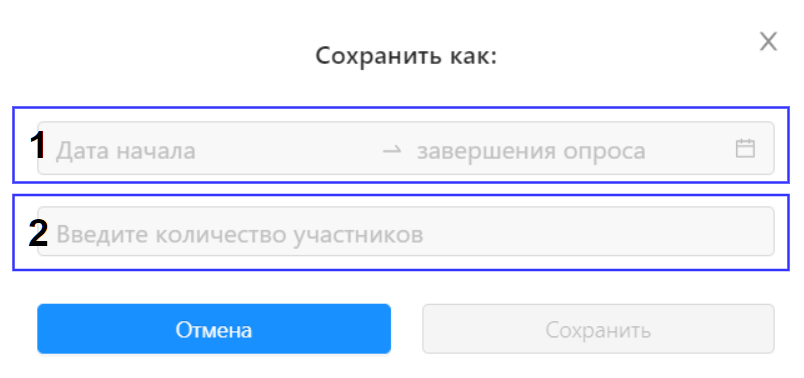 Сохранить как:
1 Дата начала → завершения опроса
2 Введите количество участников
Отмена Сохранить